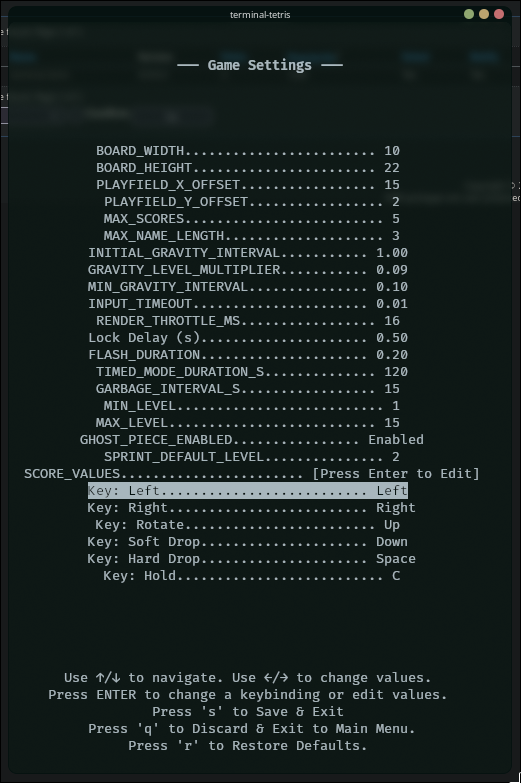 terminal-tetris
─── Game Settings ───
BOARD_WIDTH........................ 10
BOARD_HEIGHT....................... 22
PLAYFIELD_X_OFFSET................. 15
PLAYFIELD_Y_OFFSET................. 2
MAX_SCORES......................... 5
MAX_NAME_LENGTH.................... 3
INITIAL_GRAVITY_INTERVAL........... 1.00
GRAVITY_LEVEL_MULTIPLIER........... 0.09
MIN_GRAVITY_INTERVAL............... 0.10
INPUT_TIMEOUT...................... 0.01
RENDER_THROTTLE_MS................. 16
Lock Delay (s)..................... 0.50
FLASH_DURATION..................... 0.20
TIMED_MODE_DURATION_S.............. 120
GARBAGE_INTERVAL_S................. 15
MIN_LEVEL.......................... 1
MAX_LEVEL.......................... 15
GHOST_PIECE_ENABLED................ Enabled
SPRINT_DEFAULT_LEVEL............... 2
SCORE_VALUES....................... [Press Enter to Edit]
Key: Left.......................... Left
Key: Right......................... Right
Key: Rotate........................ Up
Key: Soft Drop..................... Down
Key: Hard Drop..................... Space
Key: Hold.......................... C
Use ↑/↓ to navigate. Use ←/→ to change values.
Press ENTER to change a keybinding or edit values.
Press 's' to Save & Exit
Press 'q' to Discard & Exit to Main Menu.
Press 'r' to Restore Defaults.